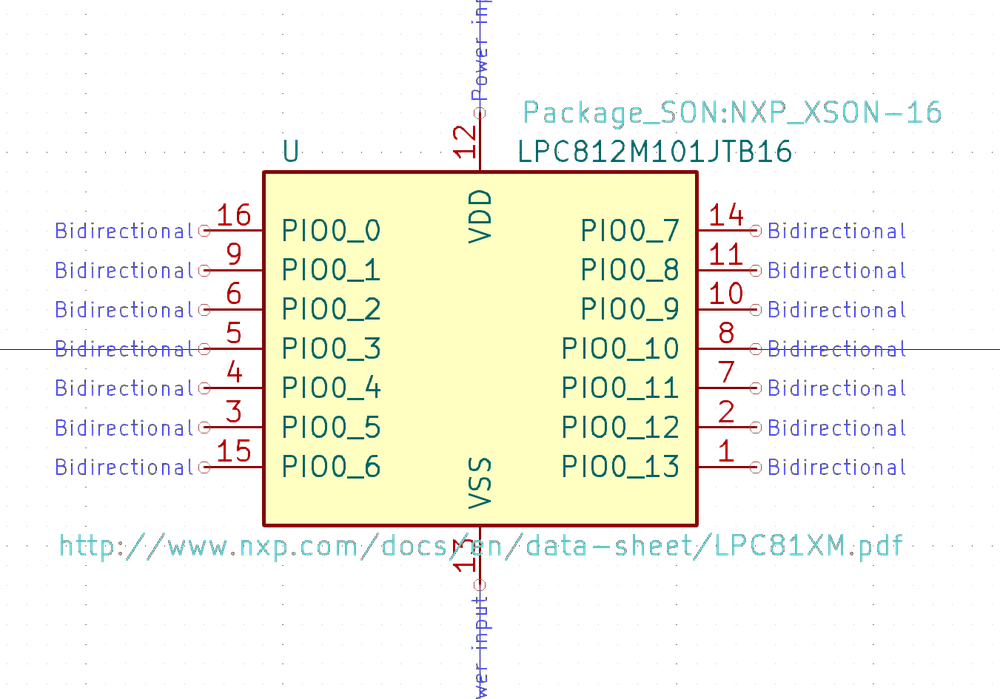 Power inp
12
Package_SON:NXP_XSON-16
U
LPC812M101JTB16
VDD
Bidirectional 16 PIO0_0 PIO0_7 14 Bidirectional
Bidirectional 9 PIO0_1 PIO0_8 11 Bidirectional
Bidirectional 6 PIO0_2 PIO0_9 10 Bidirectional
Bidirectional 5 PIO0_3 PIO0_10 8 Bidirectional
Bidirectional 4 PIO0_4 PIO0_11 7 Bidirectional
Bidirectional 3 PIO0_5 PIO0_12 2 Bidirectional
Bidirectional 15 PIO0_6 PIO0_13 1 Bidirectional
VSS
http://www.nxp.com/docs/en/data-sheet/LPC81XM.pdf
13
wer input